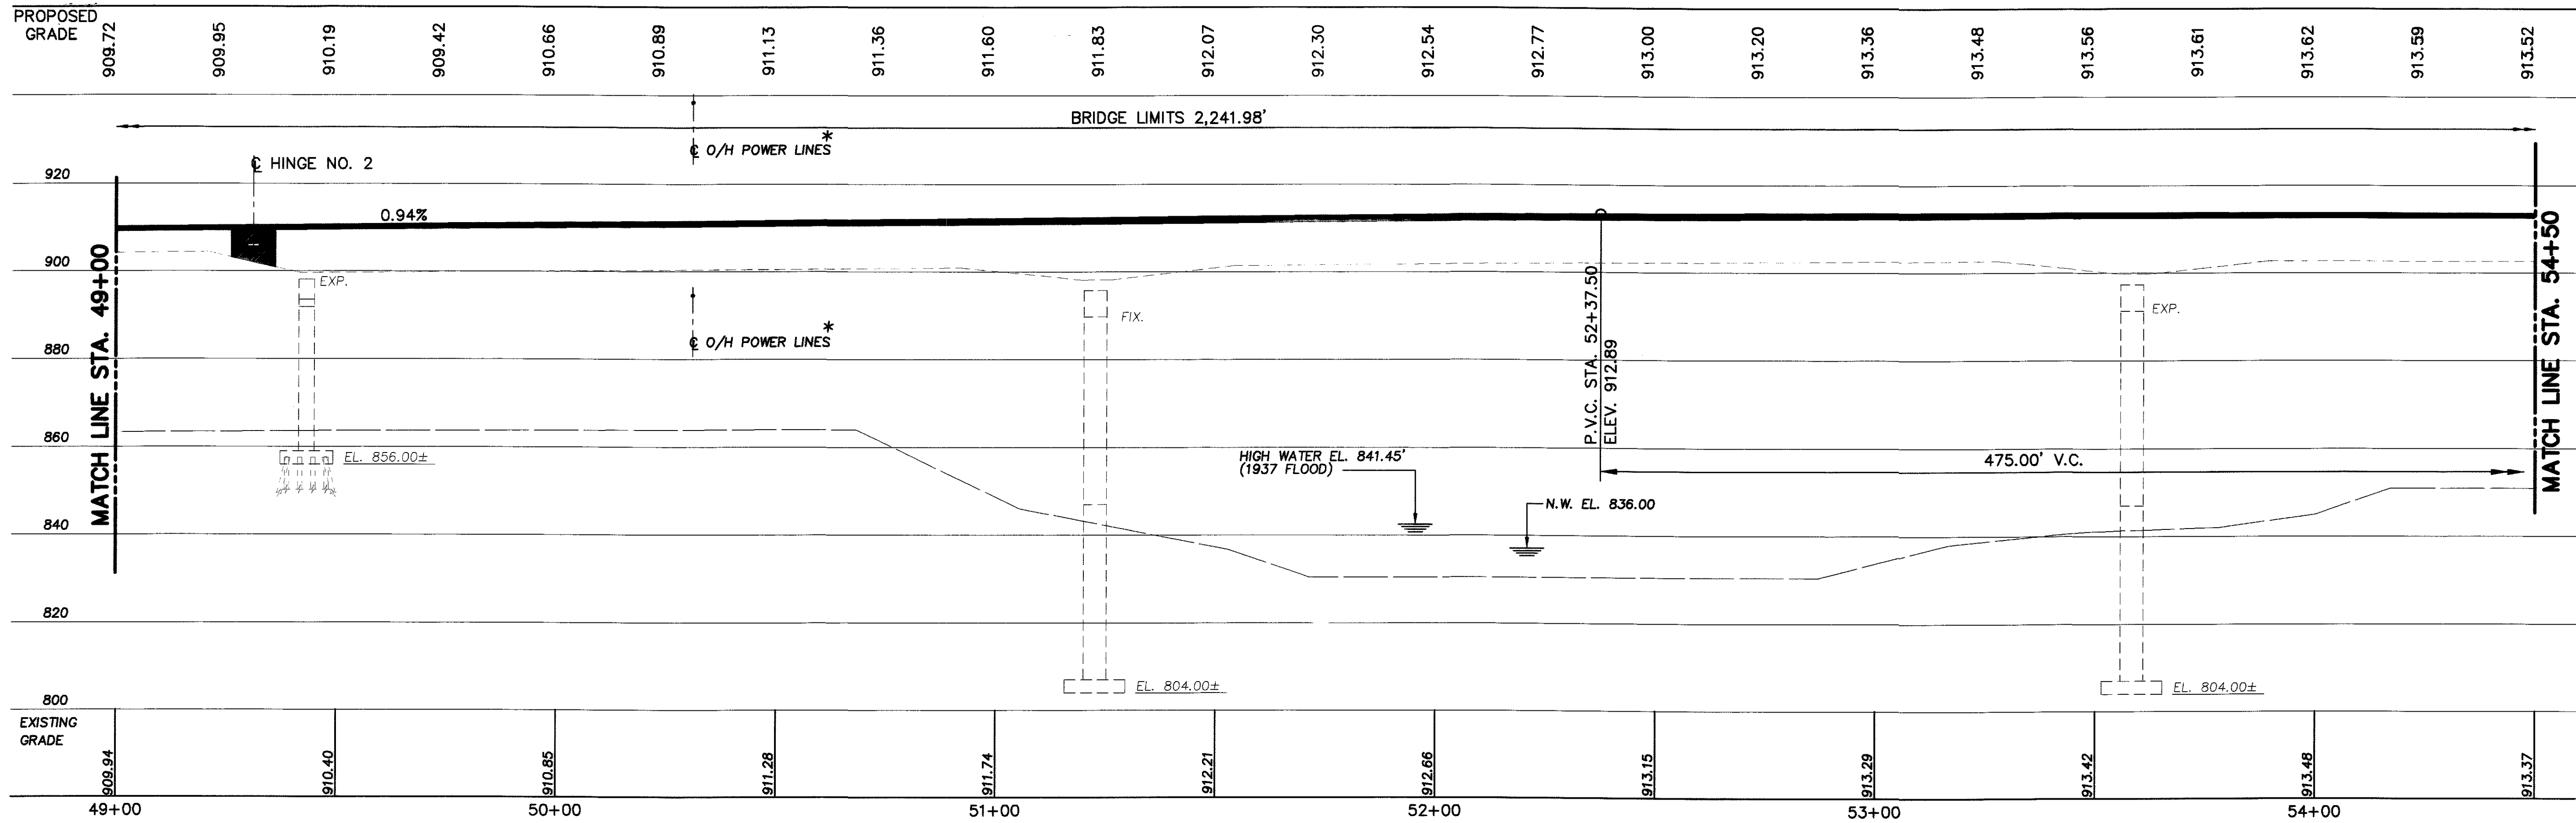 PROPOSED
GRADE
909.72 909.95 910.19 909.42 910.66 910.89 911.13 911.36 911.60 911.83 912.07 912.30 912.54 912.77 913.00 913.20 913.36 913.48 913.56 913.61 913.62 913.59 913.52
BRIDGE LIMITS 2,241.98'
℄ O/H POWER LINES*
℄ HINGE NO. 2
920
0.94%
900
EXP.
FIX.
EXP.
℄ O/H POWER LINES*
880
MATCH LINE STA. 49+00
P.V.C. STA. 52+37.50
ELEV. 912.89
MATCH LINE STA. 54+50
860
EL. 856.00±
HIGH WATER EL. 841.45'
(1937 FLOOD)
475.00' V.C.
N.W. EL. 836.00
840
820
EL. 804.00±
EL. 804.00±
800
EXISTING
GRADE
909.94 910.40 910.85 911.28 911.74 912.21 912.66 913.15 913.29 913.42 913.48 913.37
49+00 50+00 51+00 52+00 53+00 54+00